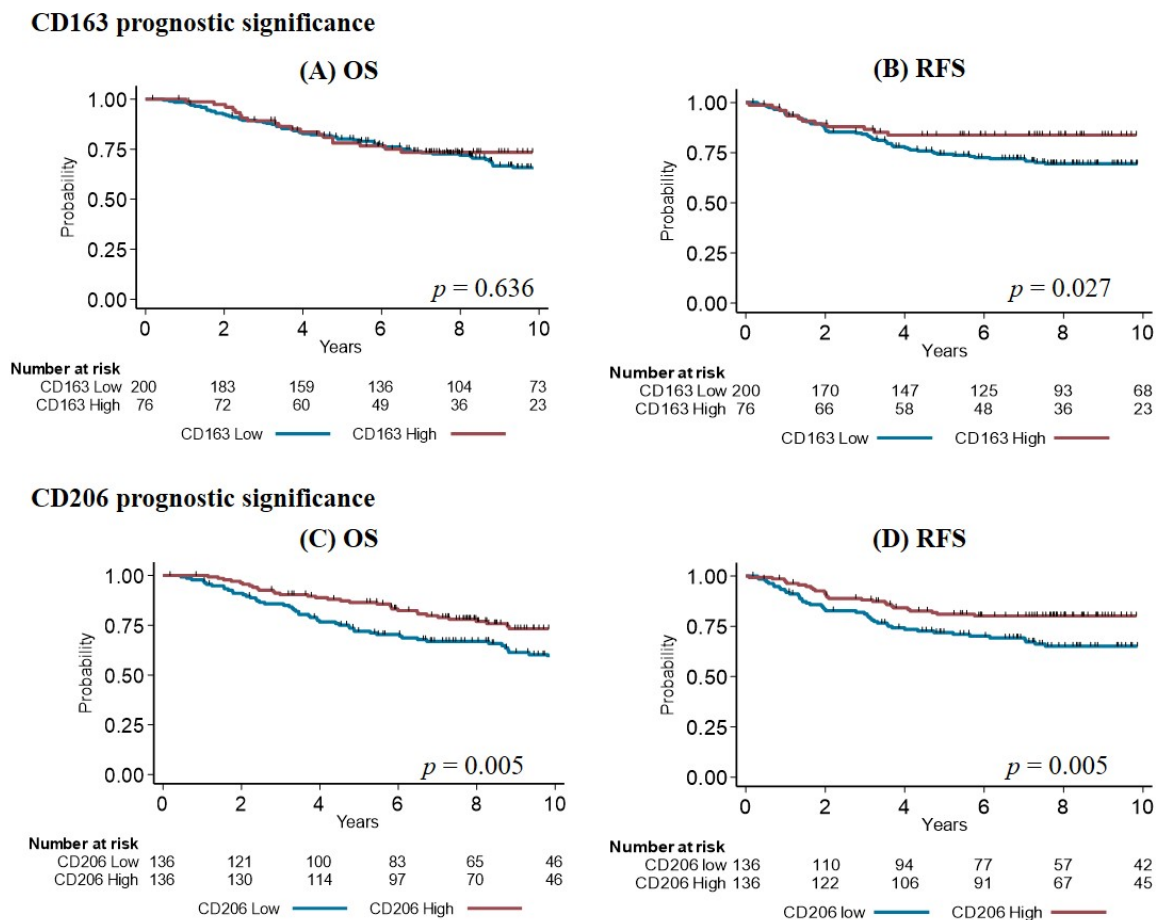 CD163 prognostic significance
(A) OS
1.00
0.75
0.50
0.25
0.00
Probability
p = 0.636
0 2 4 6 8 10
Years
Number at risk
CD163 Low 200 183 159 136 104 73
CD163 High 76 72 60 49 36 23
CD163 Low CD163 High
(B) RFS
1.00
0.75
0.50
0.25
0.00
Probability
p = 0.027
0 2 4 6 8 10
Years
Number at risk
CD163 Low 200 170 147 125 93 68
CD163 High 76 66 58 48 36 23
CD163 Low CD163 High
CD206 prognostic significance
(C) OS
1.00
0.75
0.50
0.25
0.00
Probability
p = 0.005
0 2 4 6 8 10
Years
Number at risk
CD206 Low 136 121 100 83 65 46
CD206 High 136 130 114 97 70 46
CD206 Low CD206 High
(D) RFS
1.00
0.75
0.50
0.25
0.00
Probability
p = 0.005
0 2 4 6 8 10
Years
Number at risk
CD206 low 136 110 94 77 57 42
CD206 High 136 122 106 91 67 45
CD206 low CD206 High